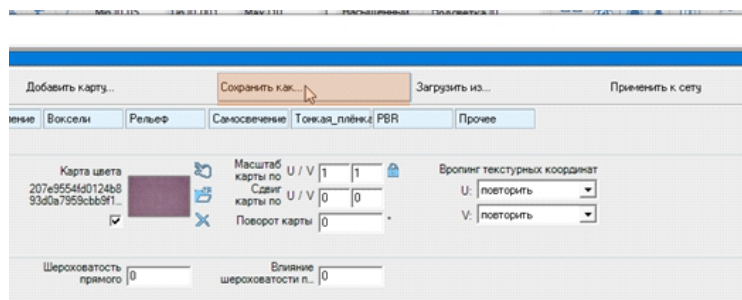 Добавить карту... Сохранить как... Загрузить из... Применить к сету
ление Воксели Рельеф Самосвечение Тонкая_плёнка PBR Прочее
Карта цвета
207e9554fd0124b8
93d0a7959cbb9f1...
Масштаб карты по U / V 1 1
Сдвиг карты по U / V 0 0
Поворот карты 0 °
Врапинг текстурных координат
U: повторить
V: повторить
Шероховатость прямого 0
Влияние шероховатости п... 0